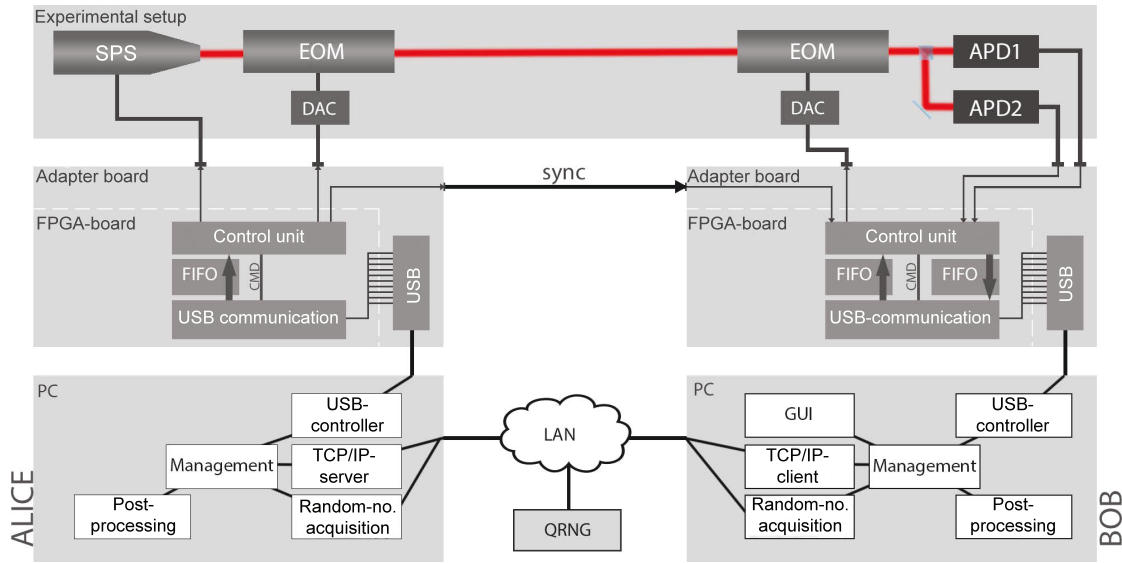 Experimental setup
SPS
EOM
EOM
APD1
DAC
DAC
APD2
Adapter board
sync
Adapter board
FPGA-board
Control unit
FPGA-board
Control unit
FIFO
CMD
USB
FIFO
CMD
FIFO
USB
USB communication
USB-communication
PC
PC
USB-
controller
GUI
USB-
controller
LAN
Management
TCP/IP-
server
TCP/IP-
client
Management
Post-
processing
Random-no.
acquisition
QRNG
Random-no.
acquisition
Post-
processing
ALICE
BOB